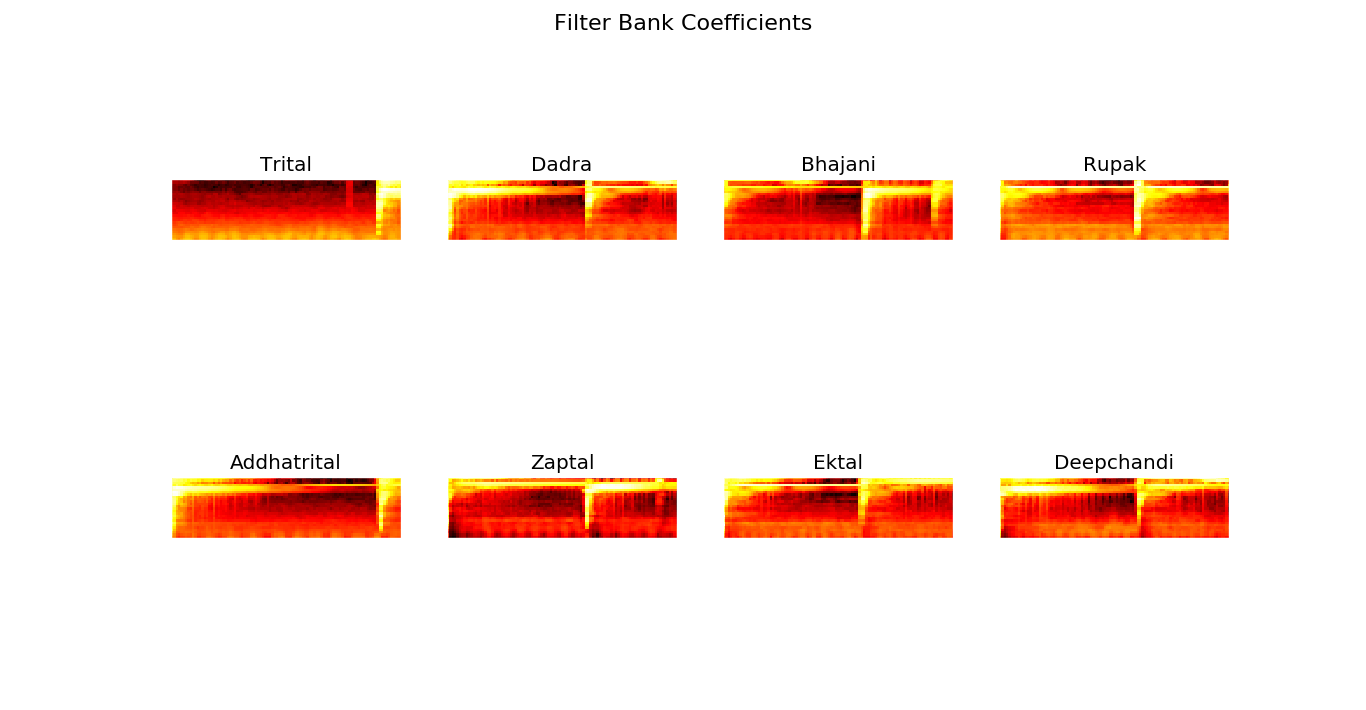 Filter Bank Coefficients
Trital
Dadra
Bhajani
Rupak
Addhatrital
Zaptal
Ektal
Deepchandi